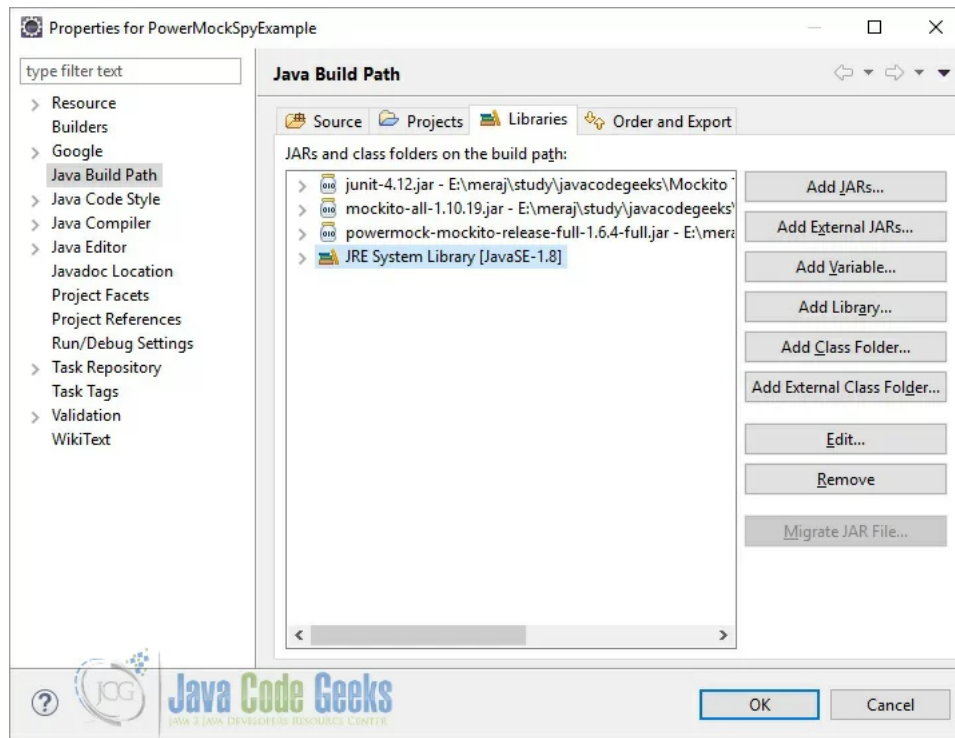 Properties for PowerMockSpyExample
type filter text
Resource
Builders
Google
Java Build Path
Java Code Style
Java Compiler
Java Editor
Javadoc Location
Project Facets
Project References
Run/Debug Settings
Task Repository
Task Tags
Validation
WikiText
Java Build Path
Source Projects Libraries Order and Export
JARs and class folders on the build path:
junit-4.12.jar - E:\meraj\study\javacodegeeks\Mockito
mockito-all-1.10.19.jar - E:\meraj\study\javacodegeeks'
powermock-mockito-release-full-1.6.4-full.jar - E:\mera
JRE System Library [JavaSE-1.8]
Add JARs...
Add External JARs...
Add Variable...
Add Library...
Add Class Folder...
Add External Class Folder...
Edit...
Remove
Migrate JAR File...
JCG
Java Code Geeks
JAVA 2 JAVA DEVELOPERS RESOURCE CENTER
OK
Cancel